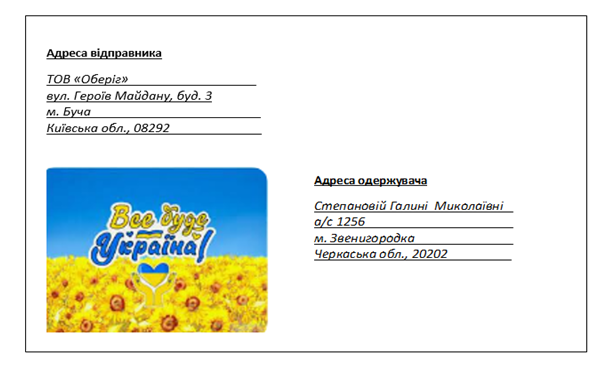 Адреса відправника
ТОВ «Оберіг»
вул. Героїв Майдану, буд. 3
м. Буча
Київська обл., 08292
Все буде
Україна!
Адреса одержувача
Степановій Галині Миколаївні
а/с 1256
м. Звенигородка
Черкаська обл., 20202